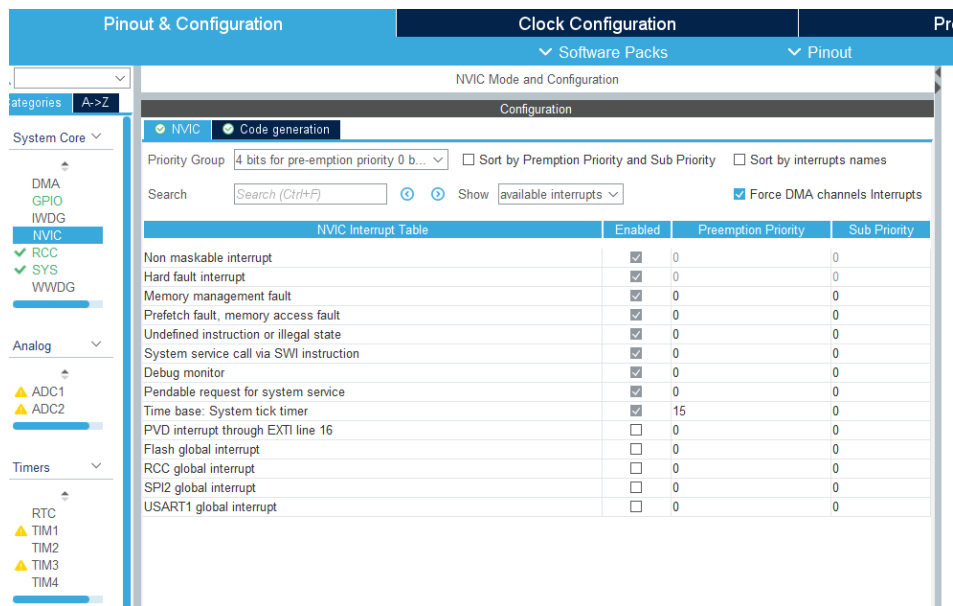 Pinout & Configuration
Clock Configuration
Pr
Software Packs
Pinout
NVIC Mode and Configuration
Categories
A->Z
System Core
DMA
GPIO
IWDG
NVIC
RCC
SYS
WWDG
Analog
ADC1
ADC2
Timers
RTC
TIM1
TIM2
TIM3
TIM4
Configuration
NVIC
Code generation
Priority Group 4 bits for pre-emption priority 0 b... Sort by Premption Priority and Sub Priority Sort by interrupts names
Search Search (Ctrl+F) Show available interrupts Force DMA channels Interrupts
NVIC Interrupt Table Enabled Preemption Priority Sub Priority
Non maskable interrupt 0 0
Hard fault interrupt 0 0
Memory management fault 0 0
Prefetch fault, memory access fault 0 0
Undefined instruction or illegal state 0 0
System service call via SWI instruction 0 0
Debug monitor 0 0
Pendable request for system service 0 0
Time base: System tick timer 15 0
PVD interrupt through EXTI line 16 0 0
Flash global interrupt 0 0
RCC global interrupt 0 0
SPI2 global interrupt 0 0
USART1 global interrupt 0 0